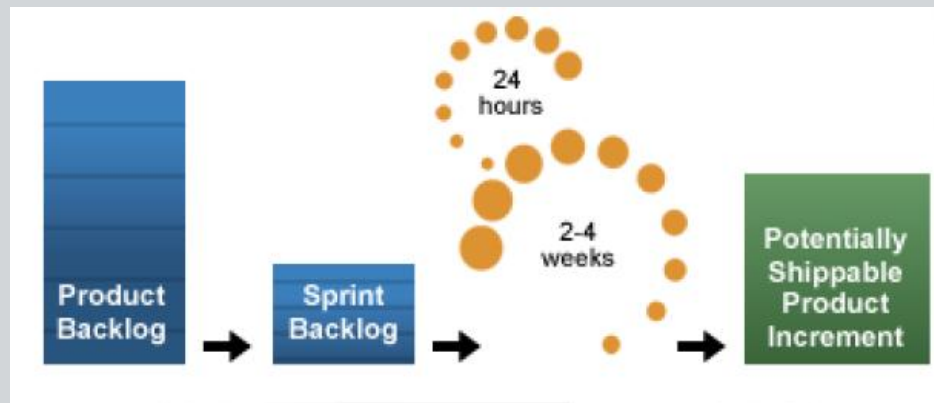 24
hours
2-4
weeks
Product
Backlog
Sprint
Backlog
Potentially
Shippable
Product
Increment